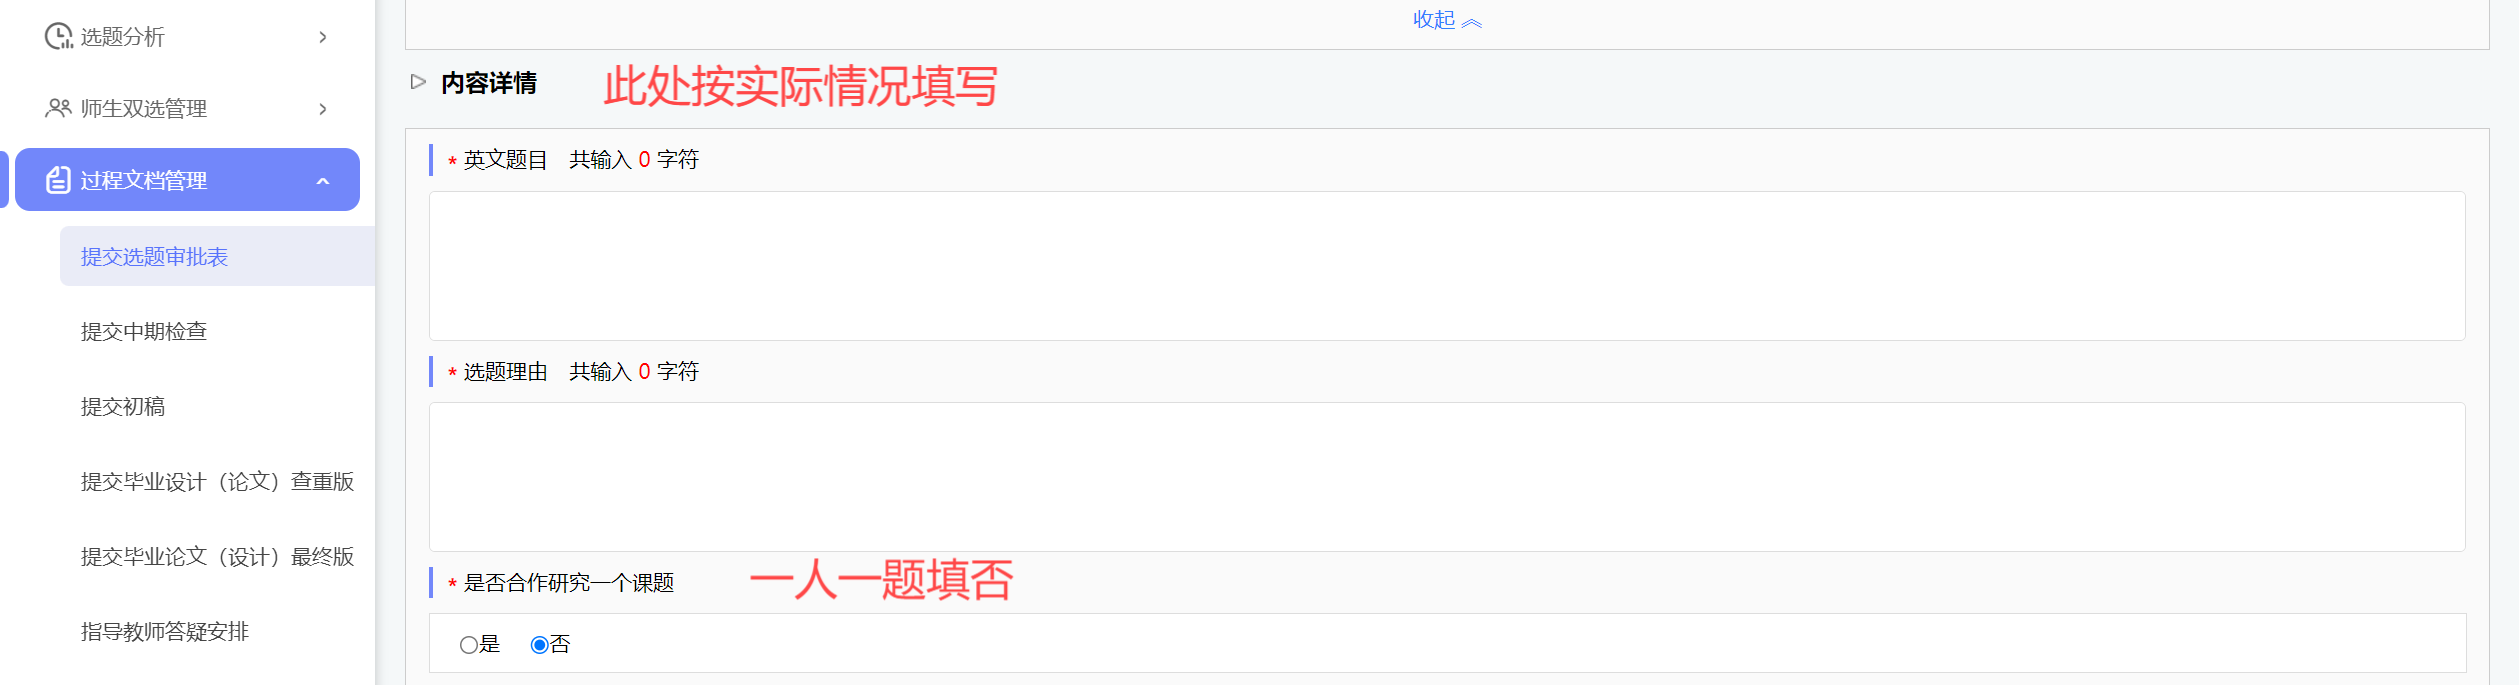 选题分析
师生双选管理
过程文档管理
提交选题审批表
提交中期检查
提交初稿
提交毕业设计（论文）查重版
提交毕业论文（设计）最终版
指导教师答疑安排
收起
内容详情 此处按实际情况填写
* 英文题目 共输入 0 字符
* 选题理由 共输入 0 字符
* 是否合作研究一个课题 一人一题填否
是 否